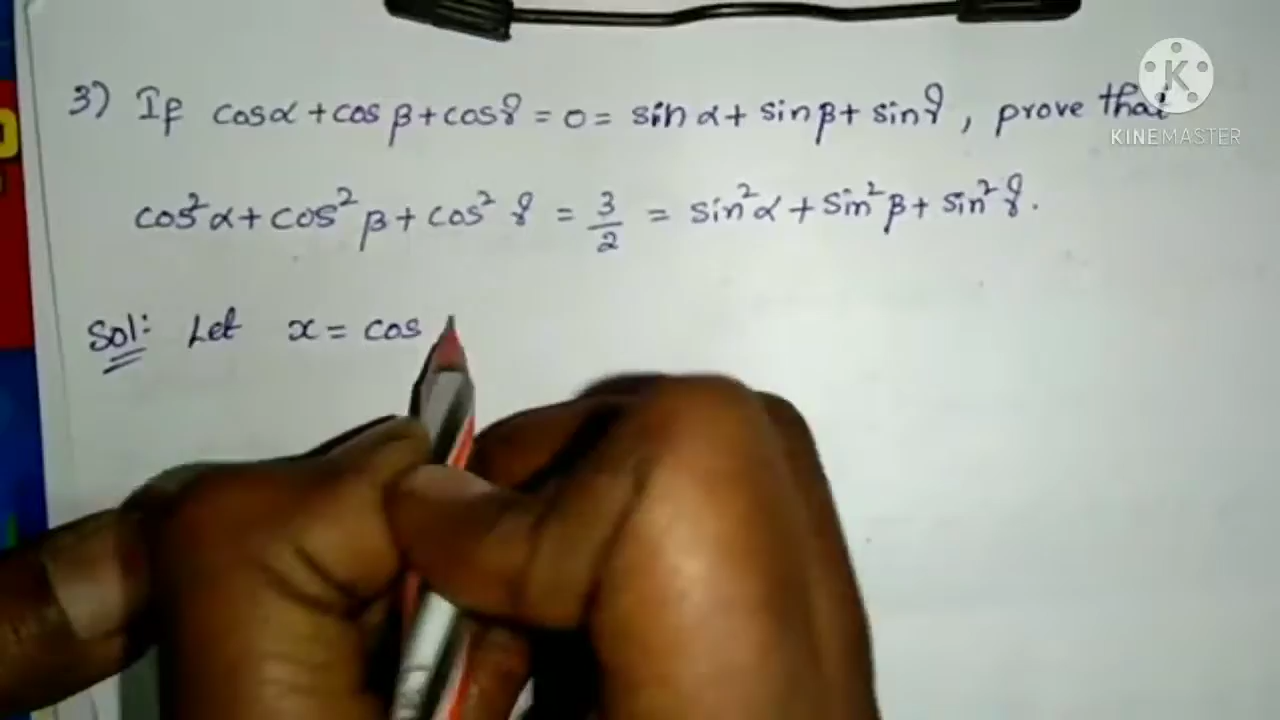 3) If cosα + cosβ + cosγ = 0 = sinα + sinβ + sinγ, prove that
cos²α + cos²β + cos²γ = 3/2 = sin²α + sin²β + sin²γ.
Sol: Let x = cos
K
KINEMASTER